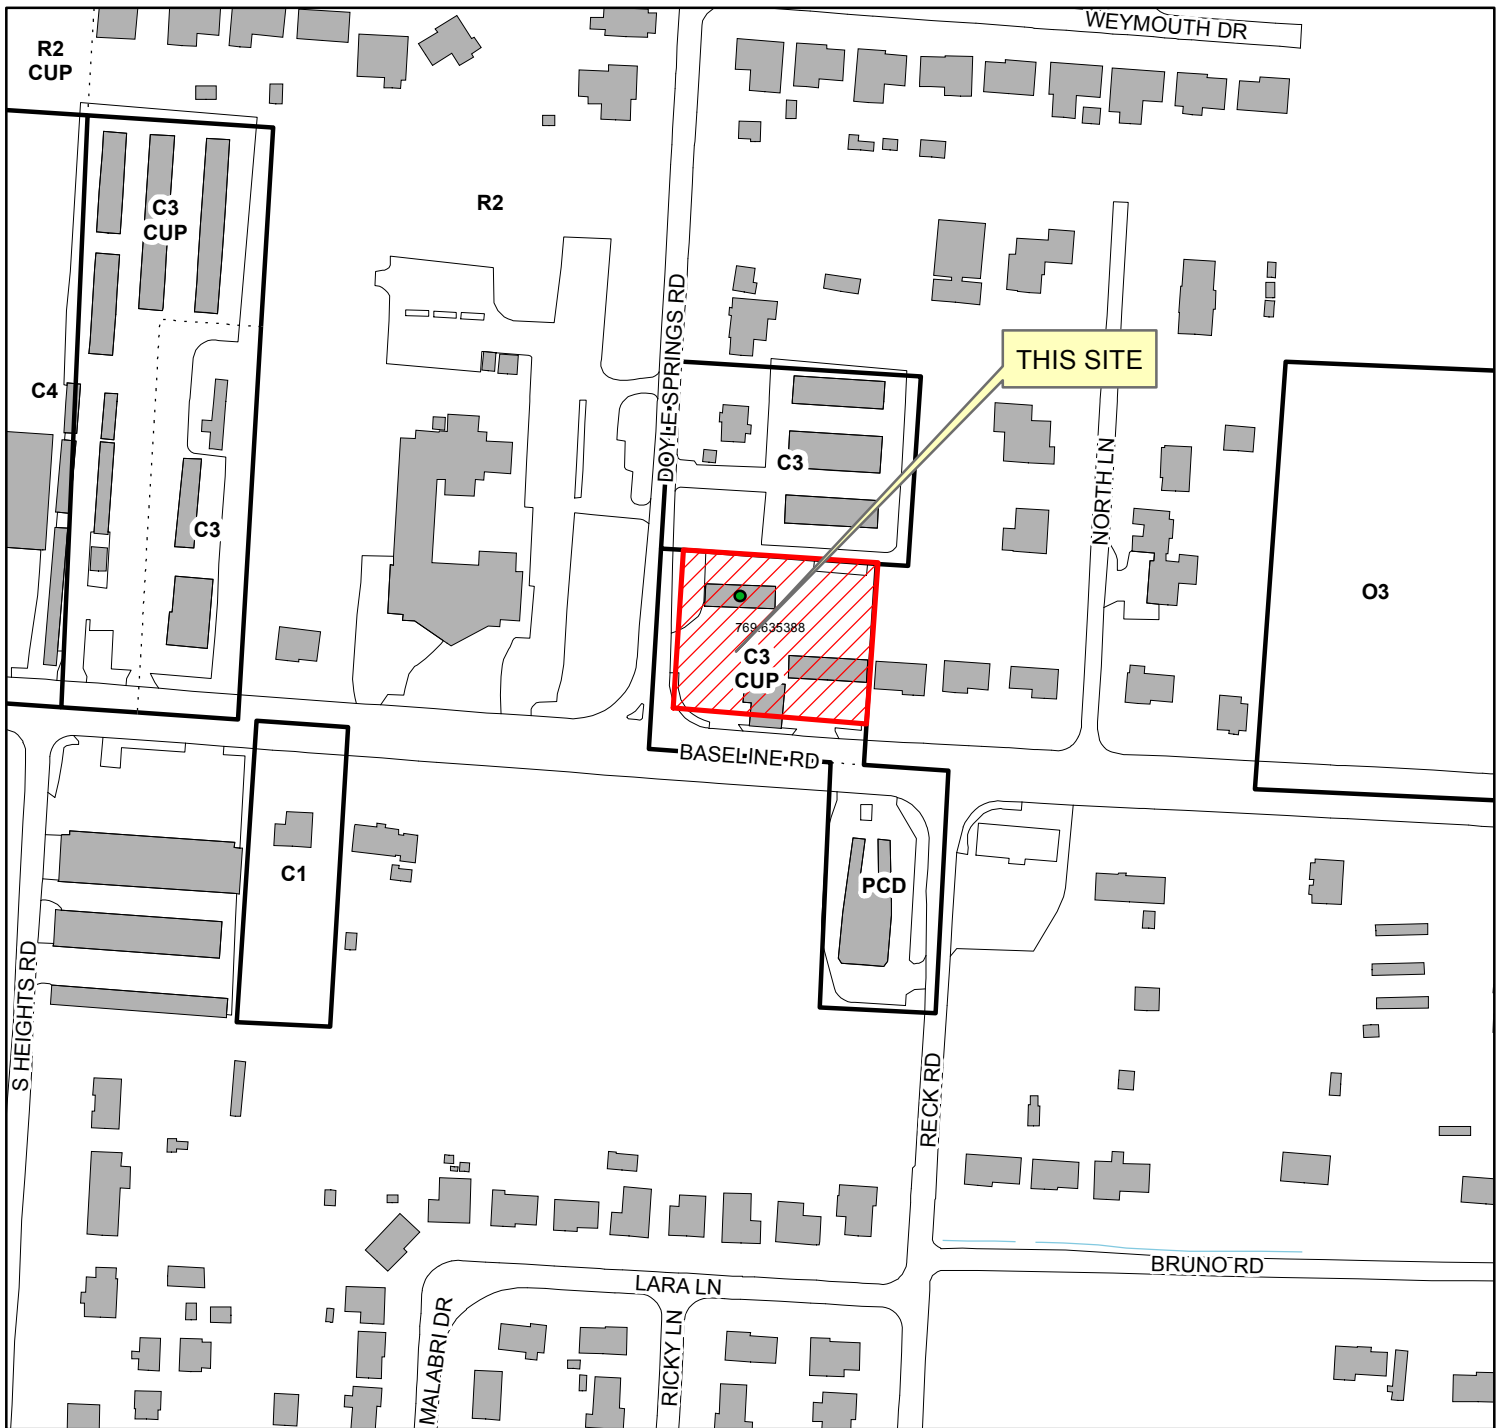 WEYMOUTH DR
R2
CUP
R2
C3
CUP
DOYLE SPRINGS RD
THIS SITE
C4
C3
NORTH LN
C3
O3
769.635388
C3
CUP
BASELINE RD
C1
PCD
S HEIGHTS RD
RECK RD
BRUNO RD
LARA LN
MALABRI DR
RICKY LN